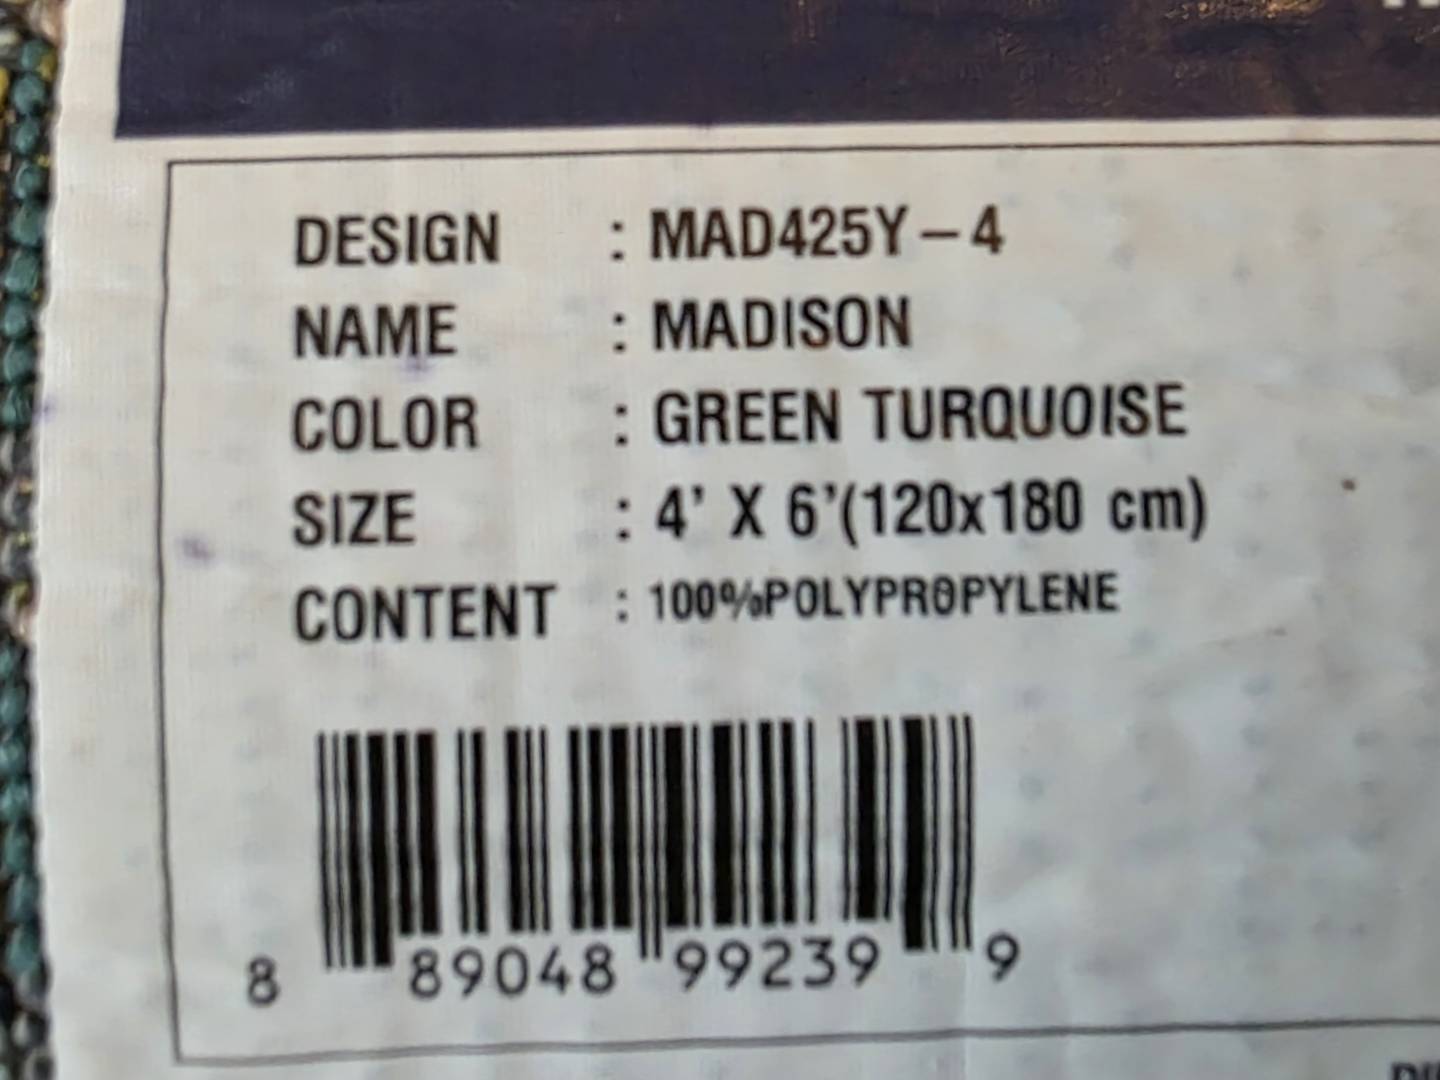 DESIGN : MAD425Y-4
NAME : MADISON
COLOR : GREEN TURQUOISE
SIZE : 4' X 6'(120x180 cm)
CONTENT : 100%POLYPROPYLENE
8 89048 99239 9